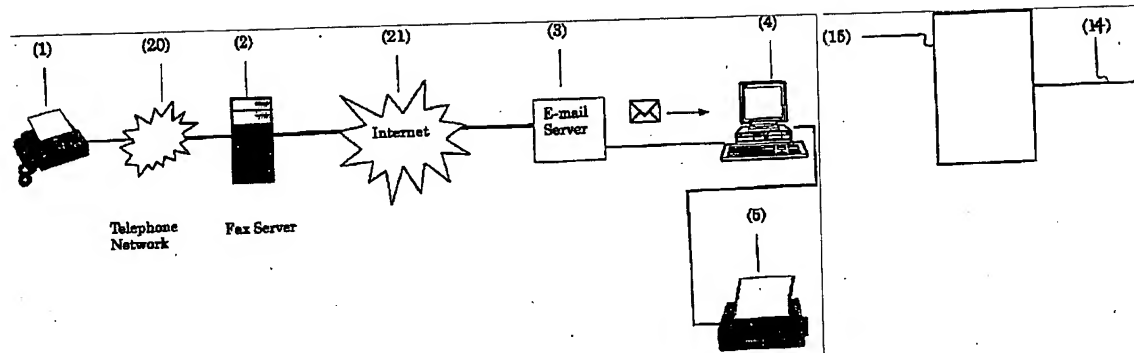 (1)
(20)
(2)
(21)
(3)
(4)
(15)
(14)
Internet
E-mail
Server
Telephone
Network
Fax Server
(5)